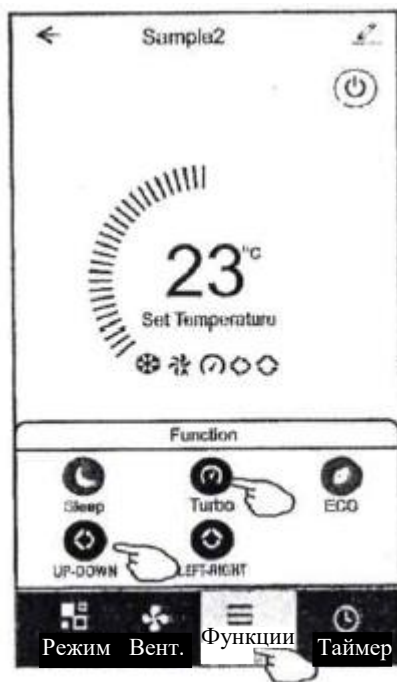 Sample2
23°C
Set Temperature
Function
Sleep Turbo ECO
UP-DOWN LEFT-RIGHT
Режим Вент. Функции Таймер